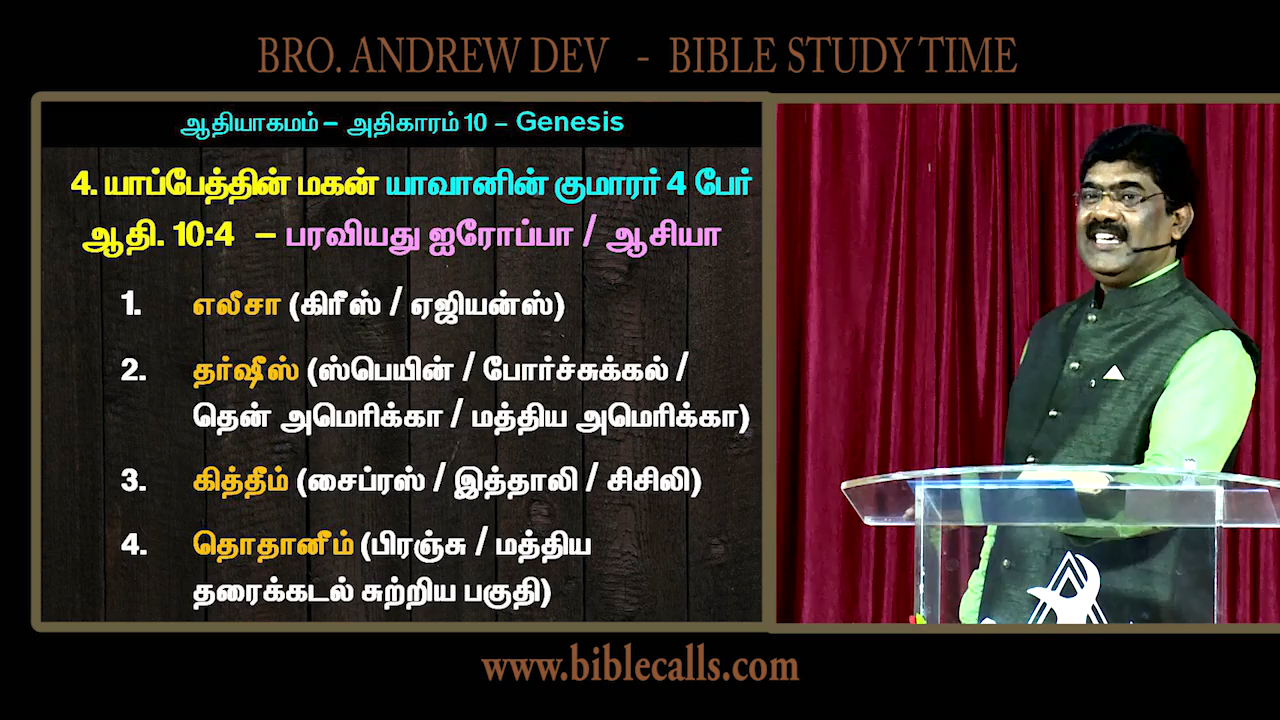 BRO. ANDREW DEV - BIBLE STUDY TIME
ஆதியாகமம் – அதிகாரம் 10 – Genesis
4. யாப்பேத்தின் மகன் யாவானின் குமாரர் 4 பேர்
ஆதி. 10:4 – பரவியது ஐரோப்பா / ஆசியா
1. எலீசா (கிரீஸ் / ஏஜியன்ஸ்)
2. தர்ஷீஸ் (ஸ்பெயின் / போர்ச்சுக்கல் /
தென் அமெரிக்கா / மத்திய அமெரிக்கா)
3. கித்தீம் (சைப்ரஸ் / இத்தாலி / சிசிலி)
4. தொதானீம் (பிரஞ்சு / மத்திய
தரைக்கடல் சுற்றிய பகுதி)
www.biblecalls.com